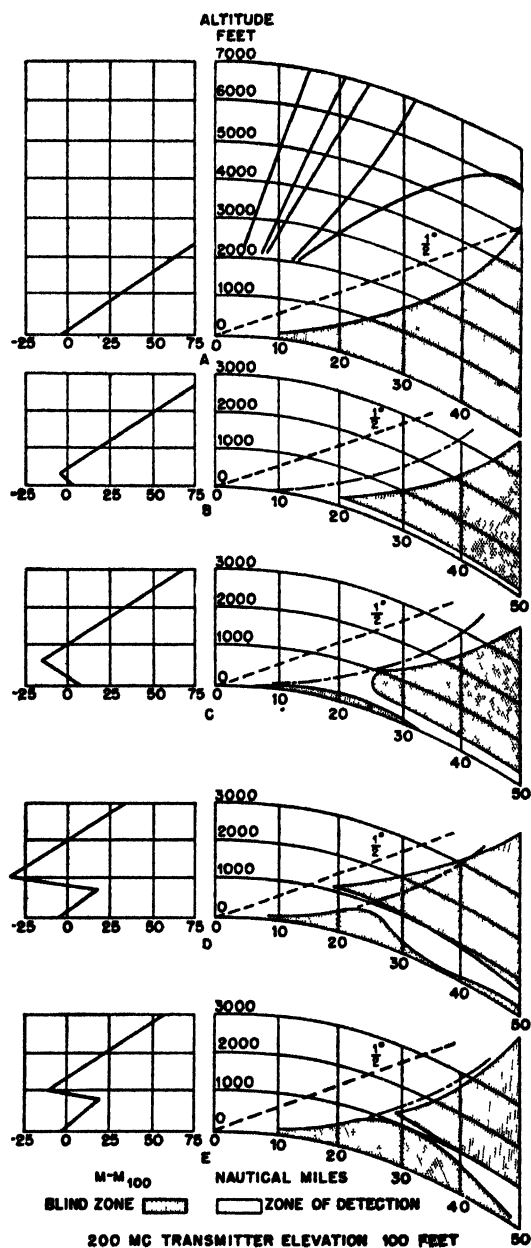 ALTITUDE
FEET
7000
6000
5000
4000
3000
2000
1000
0
1/2°
-25 0 25 50 75
0 10 20 30 40
A
3000
2000
1000
0
1/2°
-25 0 25 50 75
0 10 20 30 40 50
B
3000
2000
1000
0
1/2°
-25 0 25 50 75
0 10 20 30 40 50
C
3000
2000
1000
0
1/2°
-25 0 25 50 75
0 10 20 30 40 50
D
3000
2000
1000
0
1/2°
-25 0 25 50 75
0 10 20 30 40 50
E
M-M100 NAUTICAL MILES
BLIND ZONE ZONE OF DETECTION
200 MC TRANSMITTER ELEVATION 100 FEET